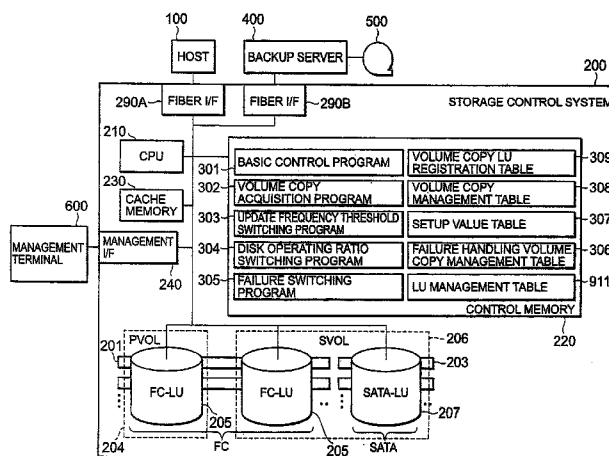 100
400
500
HOST
BACKUP SERVER
200
290A
FIBER I/F
FIBER I/F
290B
STORAGE CONTROL SYSTEM
210
CPU
301
BASIC CONTROL PROGRAM
VOLUME COPY LU REGISTRATION TABLE
309
230
CACHE MEMORY
302
VOLUME COPY ACQUISITION PROGRAM
VOLUME COPY MANAGEMENT TABLE
308
600
303
UPDATE FREQUENCY THRESHOLD SWITCHING PROGRAM
SETUP VALUE TABLE
307
MANAGEMENT TERMINAL
MANAGEMENT I/F
240
304
DISK OPERATING RATIO SWITCHING PROGRAM
FAILURE HANDLING VOLUME COPY MANAGEMENT TABLE
306
305
FAILURE SWITCHING PROGRAM
LU MANAGEMENT TABLE
911
CONTROL MEMORY
220
201
PVOL
SVOL
206
203
FC-LU
FC-LU
SATA-LU
204
205
205
207
FC
SATA